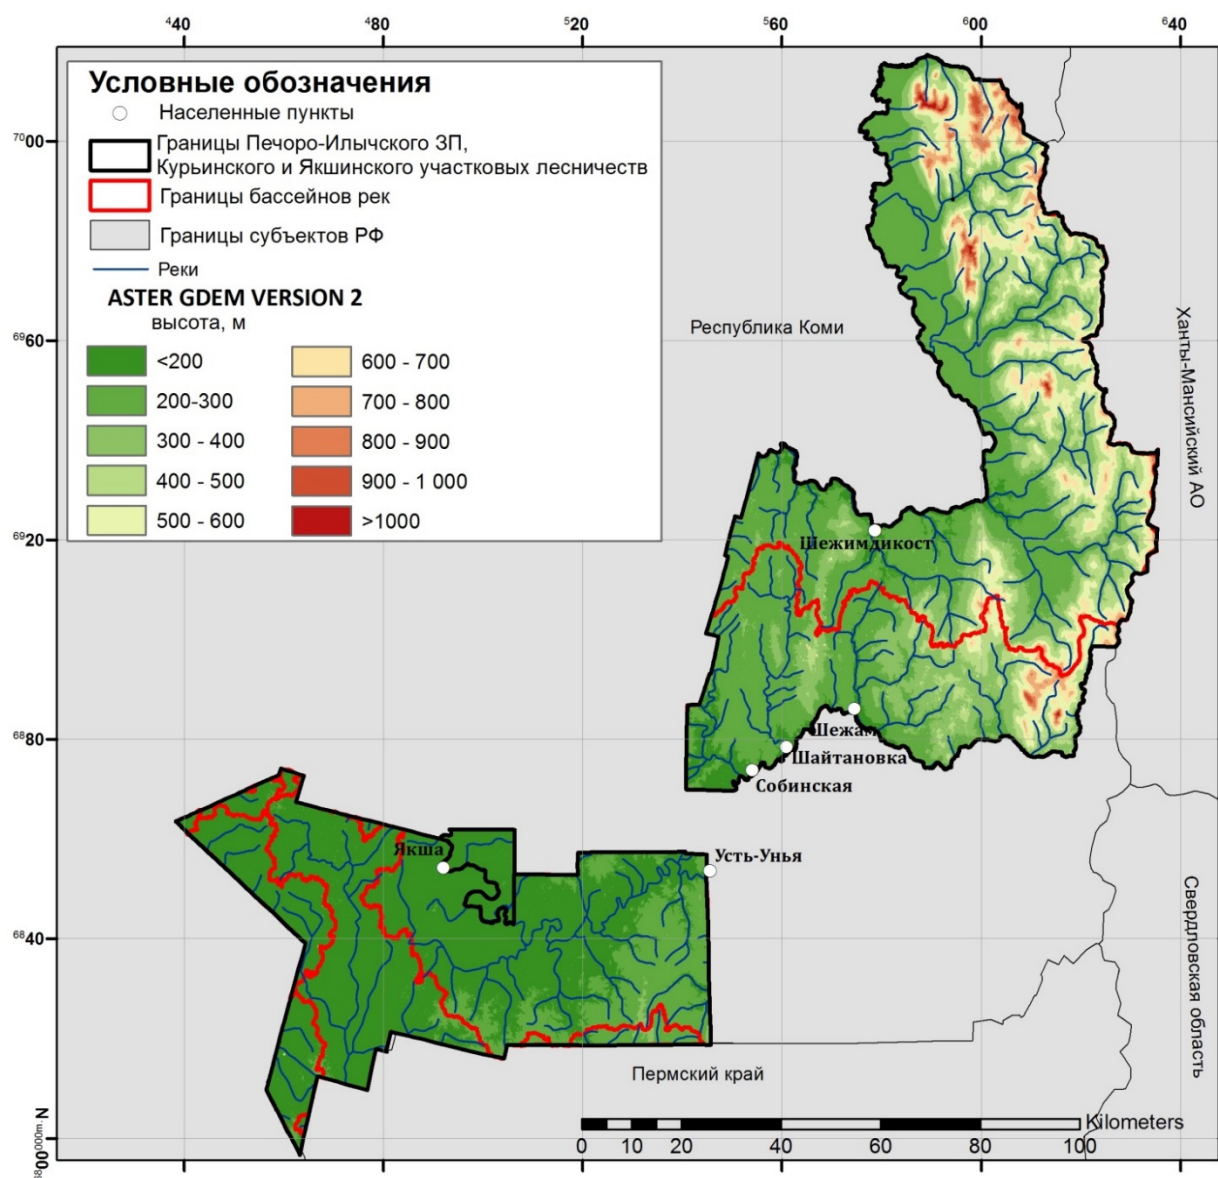 ⁴40 ⁴80 ⁵20 ⁵60 ⁶00 ⁶40
Условные обозначения
Населенные пункты
Границы Печоро-Илычского ЗП,
Курьинского и Якшинского участковых лесничеств
Границы бассейнов рек
Границы субъектов РФ
Реки
ASTER GDEM VERSION 2
высота, м
<200
200-300
300 - 400
400 - 500
500 - 600
600 - 700
700 - 800
800 - 900
900 - 1 000
>1000
⁷⁰00
⁶⁹60
⁶⁹20
⁶⁸80
⁶⁸40
⁶⁸00⁰⁰⁰m.N
Республика Коми
Ханты-Мансийский АО
Шежимдикост
Шежам
Шайтановка
Собинская
Якша
Усть-Унья
Свердловская область
Пермский край
Kilometers
0 10 20 40 60 80 100